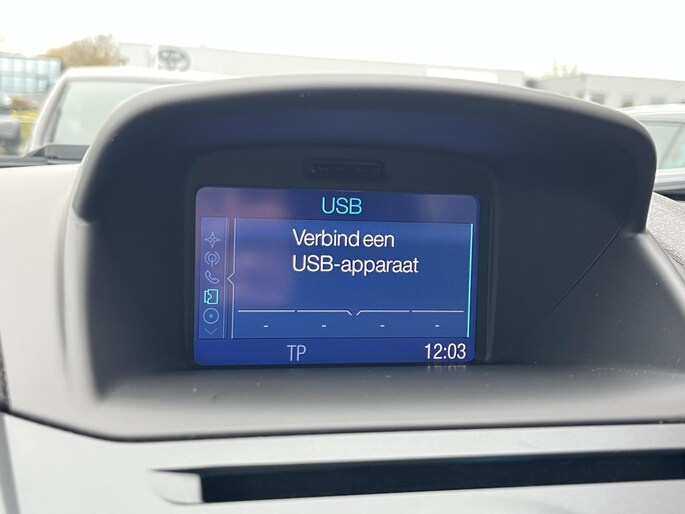 USB
Verbind een
USB-apparaat
- - - -
TP 12:03